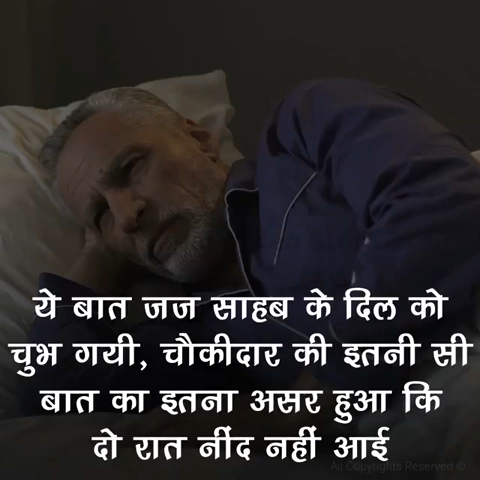 ये बात जज साहब के दिल को
चुभ गयी, चौकीदार की इतनी सी
बात का इतना असर हुआ कि
दो रात नींद नहीं आई
All Copyrights Reserved ©